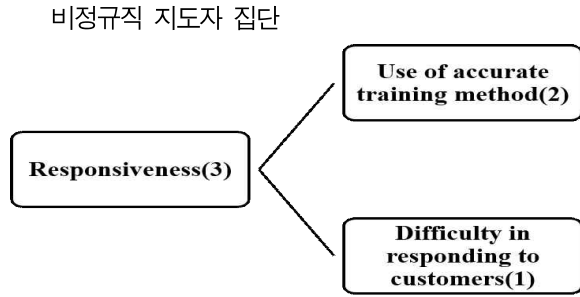 비정규직 지도자 집단
Use of accurate
training method(2)
Responsiveness(3)
Difficulty in
responding to
customers(1)